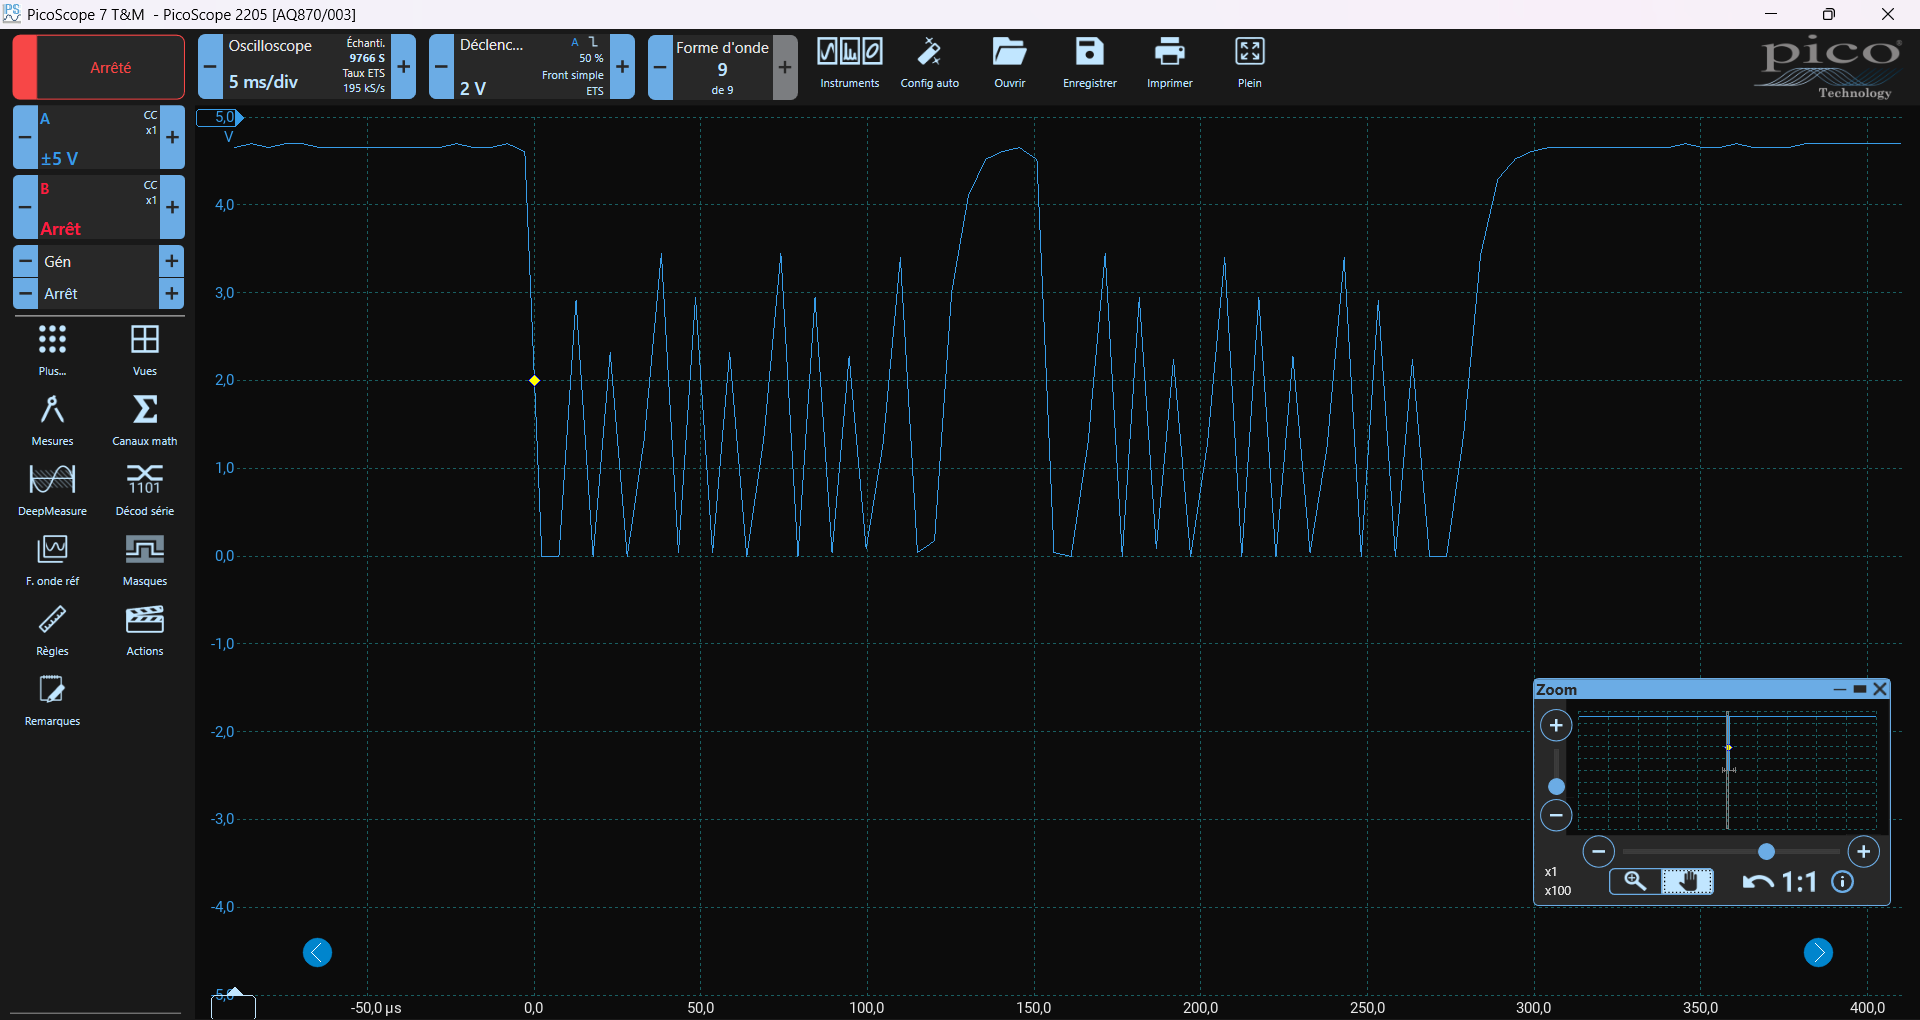 PicoScope 7 T&M - PicoScope 2205 [AQ870/003]
Arrêté
Oscilloscope
5 ms/div
Échanti.
9766 S
Taux ETS
195 kS/s
Déclenc...
2 V
A
50 %
Front simple
ETS
Forme d'onde
9
de 9
Instruments
Config auto
Ouvrir
Enregistrer
Imprimer
Plein
pico
Technology
A
CC
x1
±5 V
B
CC
x1
Arrêt
Gén
Arrêt
Plus...
Vues
Mesures
Canaux math
DeepMeasure
1101
Décod série
F. onde réf
Masques
Règles
Actions
Remarques
5,0
V
4,0
3,0
2,0
1,0
0,0
-1,0
-2,0
-3,0
-4,0
-50,0 µs
0,0
50,0
100,0
150,0
200,0
250,0
300,0
350,0
400,0
Zoom
x1
x100
1:1